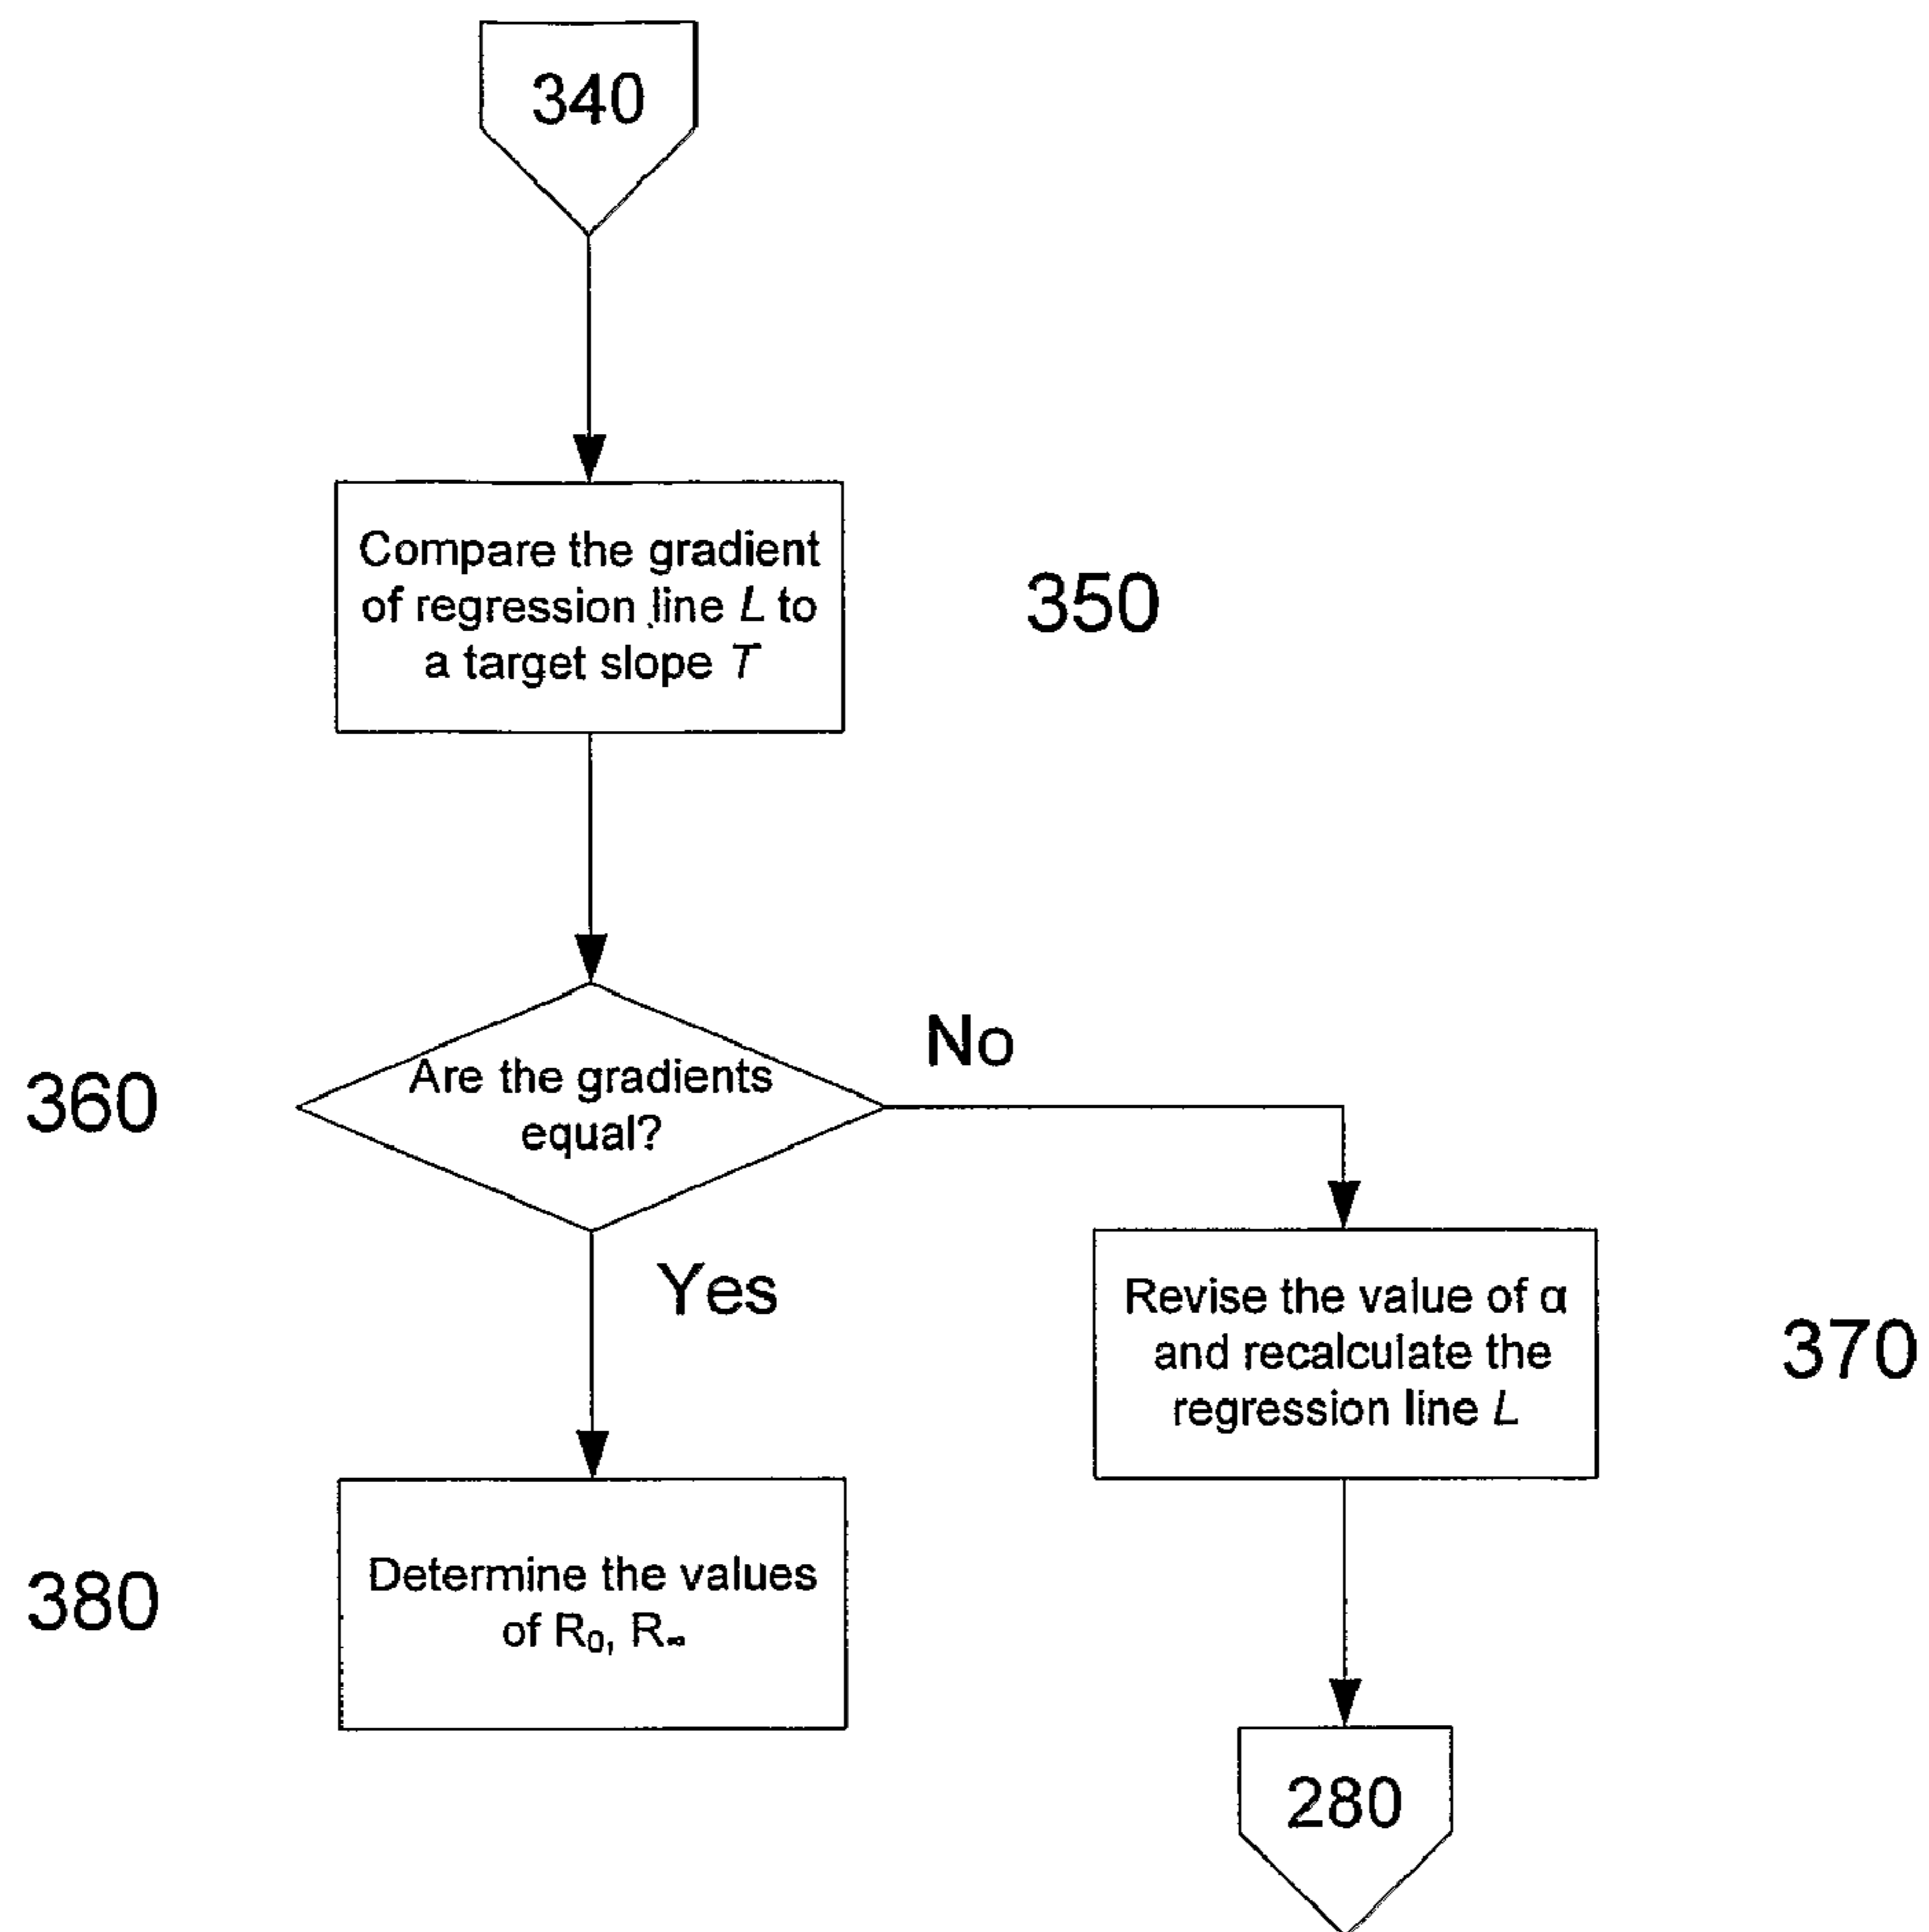 340
Compare the gradient
of regression line L to
a target slope T
350
360
Are the gradients
equal?
No
Yes
Revise the value of α
and recalculate the
regression line L
370
380
Determine the values
of R₀, R∞
280